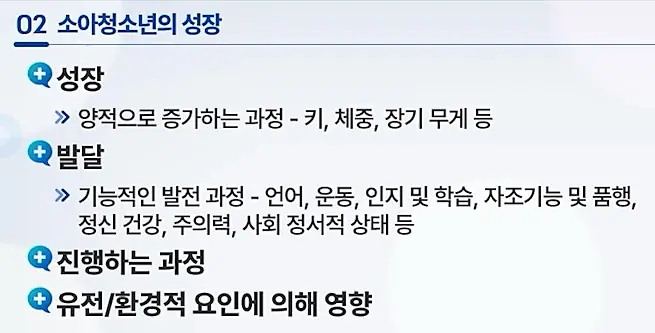 02 소아청소년의 성장
성장
양적으로 증가하는 과정 - 키, 체중, 장기 무게 등
발달
기능적인 발전 과정 - 언어, 운동, 인지 및 학습, 자조기능 및 품행,
정신 건강, 주의력, 사회 정서적 상태 등
진행하는 과정
유전/환경적 요인에 의해 영향